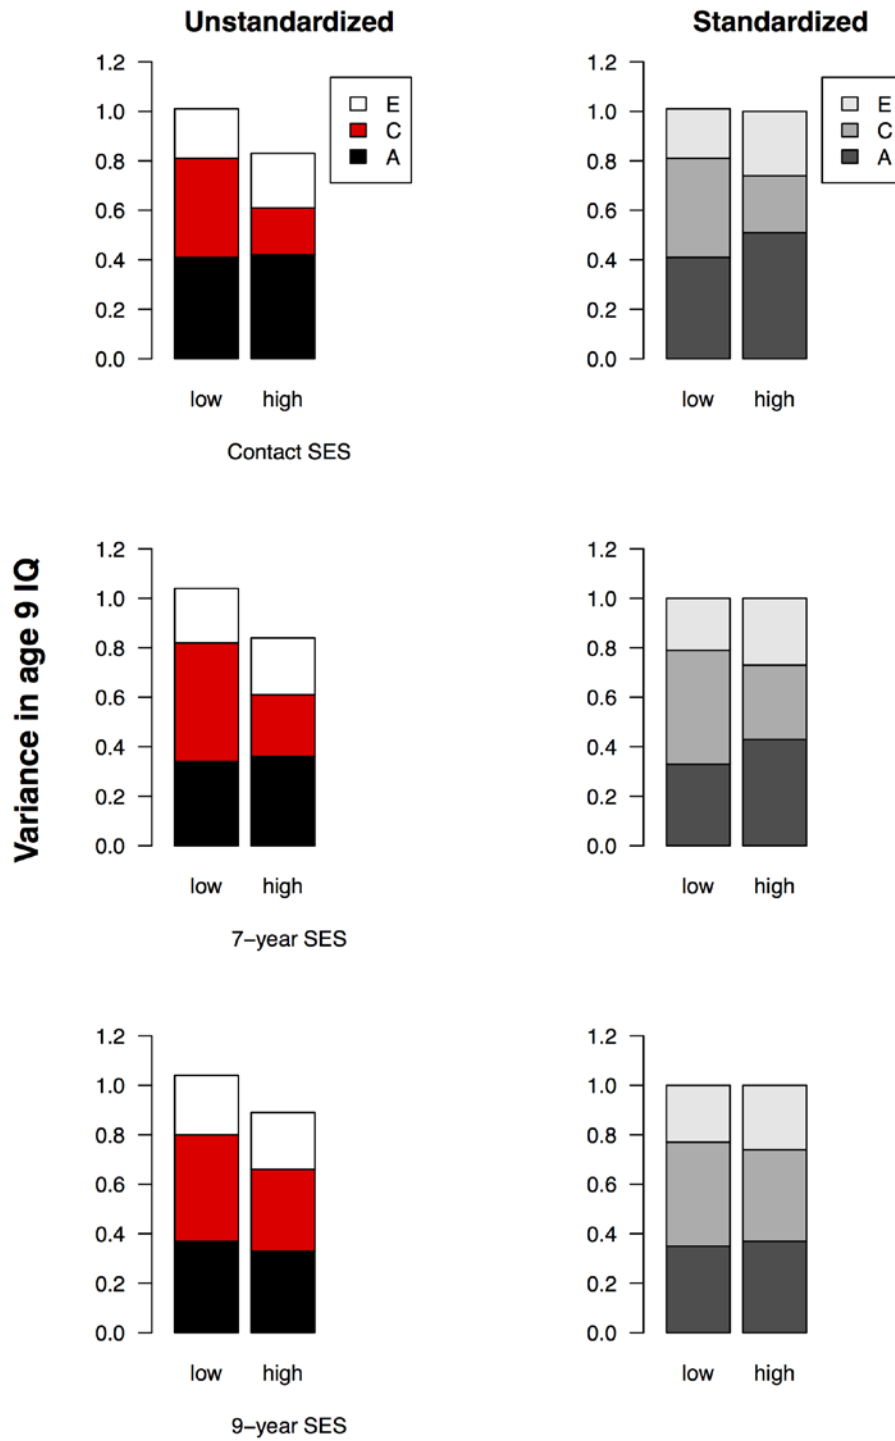 Unstandardized
Standardized
1.2
1.0
0.8
0.6
0.4
0.2
0.0
E
C
A
low high
Contact SES
1.2
1.0
0.8
0.6
0.4
0.2
0.0
E
C
A
low high
Variance in age 9 IQ
1.2
1.0
0.8
0.6
0.4
0.2
0.0
low high
7−year SES
1.2
1.0
0.8
0.6
0.4
0.2
0.0
low high
1.2
1.0
0.8
0.6
0.4
0.2
0.0
low high
9−year SES
1.2
1.0
0.8
0.6
0.4
0.2
0.0
low high